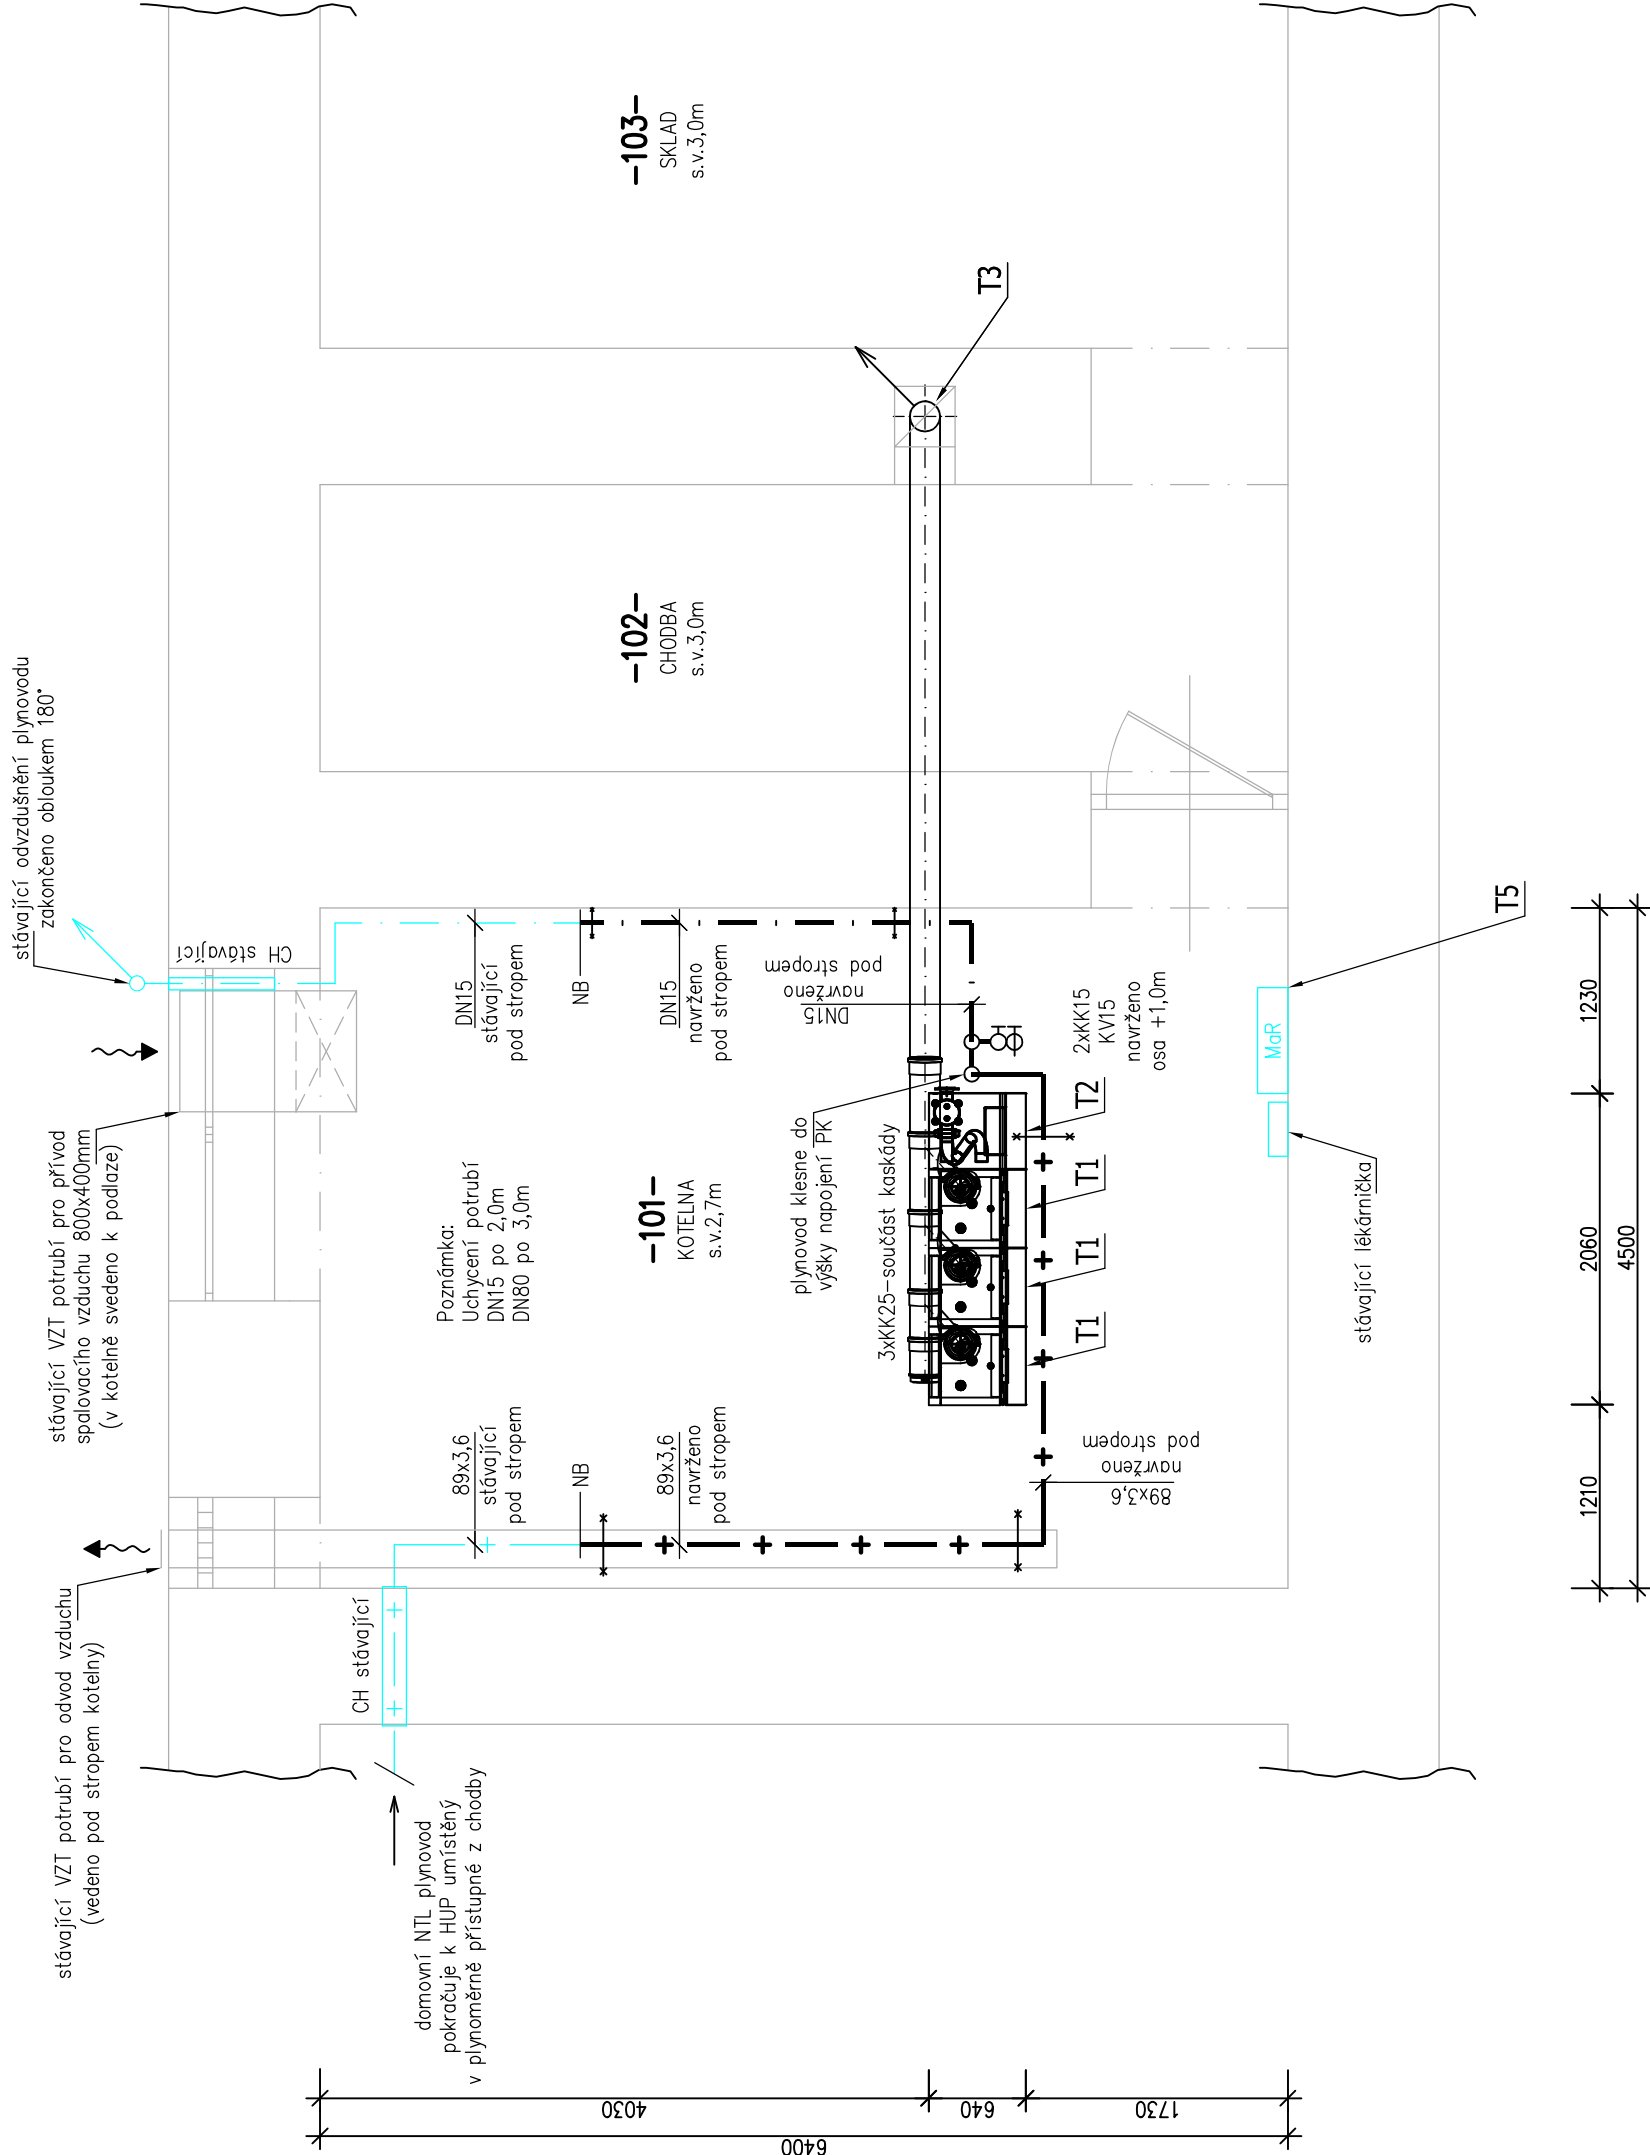 stávající odvzdušnění plynovodu
zakončeno obloukem 180°
CH stávající
stávající VZT potrubí pro přívod
spalovacího vzduchu 800x400mm
(v kotelně svedeno k podlaze)
stávající VZT potrubí pro odvod vzduchu
(vedeno pod stropem kotelny)
CH stávající
domovní NTL plynovod
pokračuje k HUP umístěný
v plynoměrně přístupné z chodby
Poznámka:
Uchycení potrubí
DN15 po 2,0m
DN80 po 3,0m
89x3,6
stávající
pod stropem
NB
89x3,6
navrženo
pod stropem
DN15
stávající
pod stropem
NB
DN15
navrženo
pod stropem
DN15
navrženo
pod stropem
-101-
KOTELNA
s.v.2,7m
-102-
CHODBA
s.v.3,0m
-103-
SKLAD
s.v.3,0m
plynovod klesne do
výšky napojení PK
3xKK25-součást kaskády
2xKK15
KV15
navrženo
osa +1,0m
T1
T1
T1
T2
T3
T5
MaR
stávající lékárnička
89x3,6
navrženo
pod stropem
1210
2060
1230
4500
4030
640
1730
6400